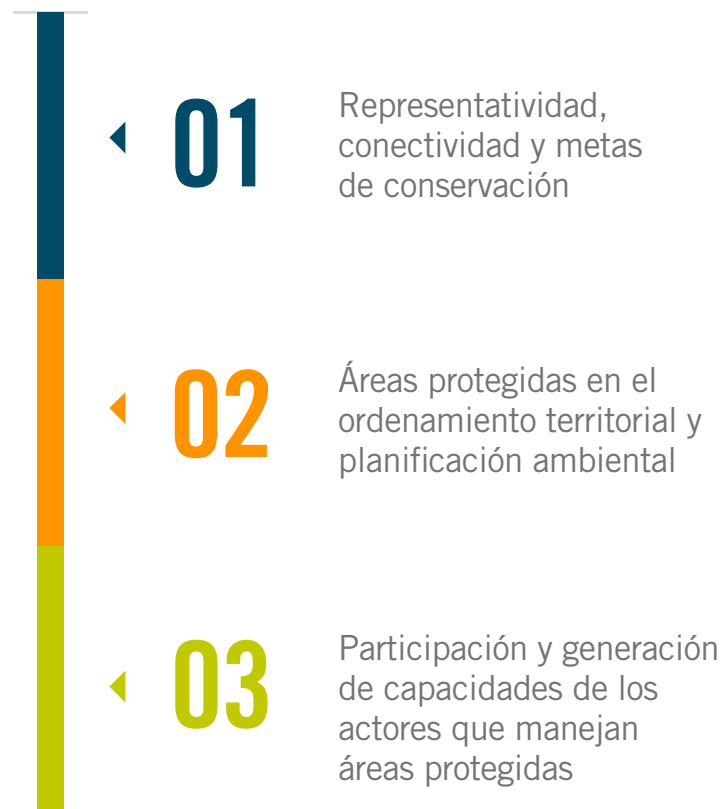 01
Representatividad,
conectividad y metas
de conservación
02
Áreas protegidas en el
ordenamiento territorial y
planificación ambiental
03
Participación y generación
de capacidades de los
actores que manejan
áreas protegidas